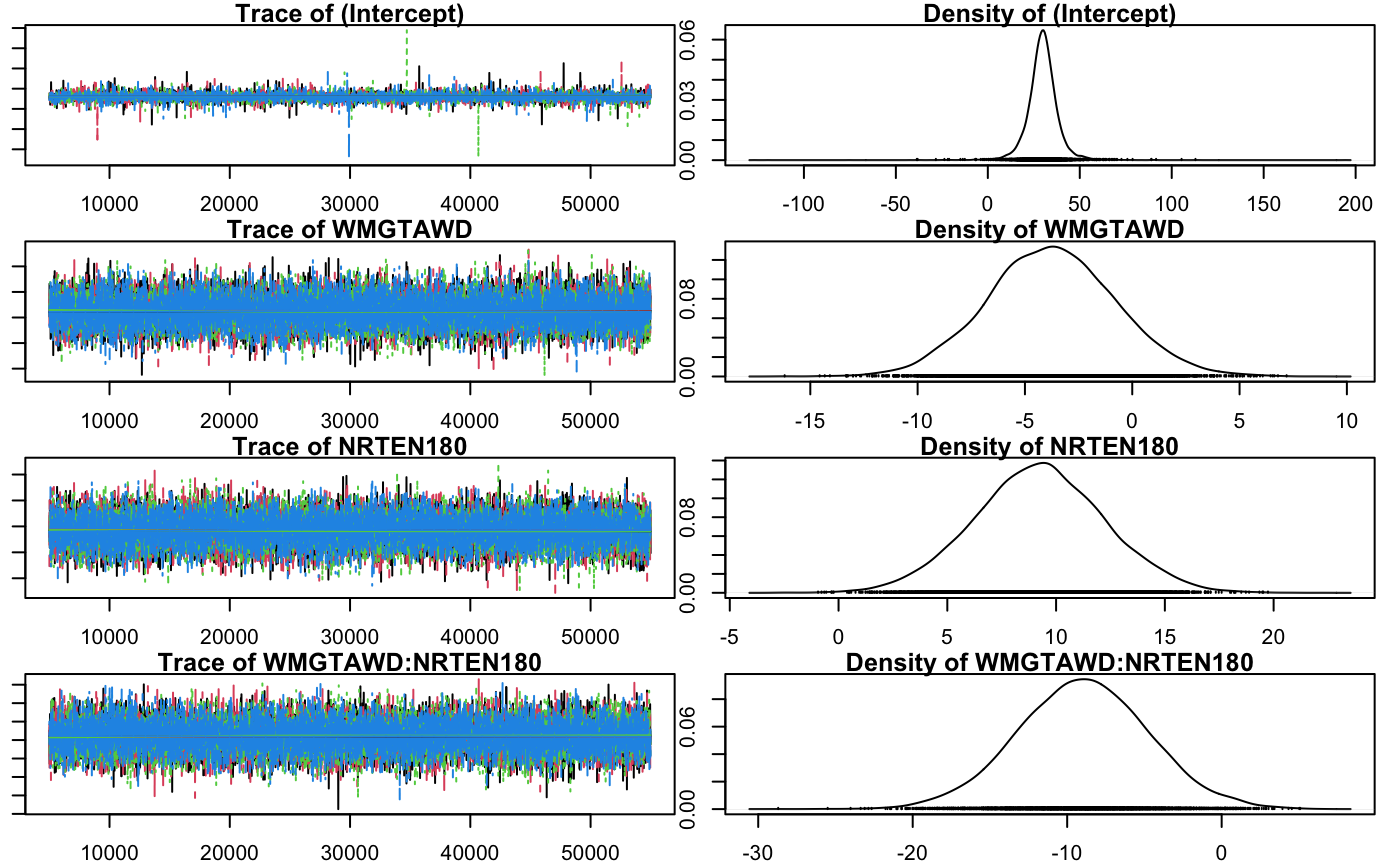 Trace of (Intercept)
10000 20000 30000 40000 50000
Density of (Intercept)
0.00 0.03 0.06
-100 -50 0 50 100 150 200
Trace of WMGTAWD
10000 20000 30000 40000 50000
Density of WMGTAWD
0.00 0.08
-15 -10 -5 0 5 10
Trace of NRTEN180
10000 20000 30000 40000 50000
Density of NRTEN180
0.00 0.08
-5 0 5 10 15 20
Trace of WMGTAWD:NRTEN180
10000 20000 30000 40000 50000
Density of WMGTAWD:NRTEN180
0.00 0.06
-30 -20 -10 0